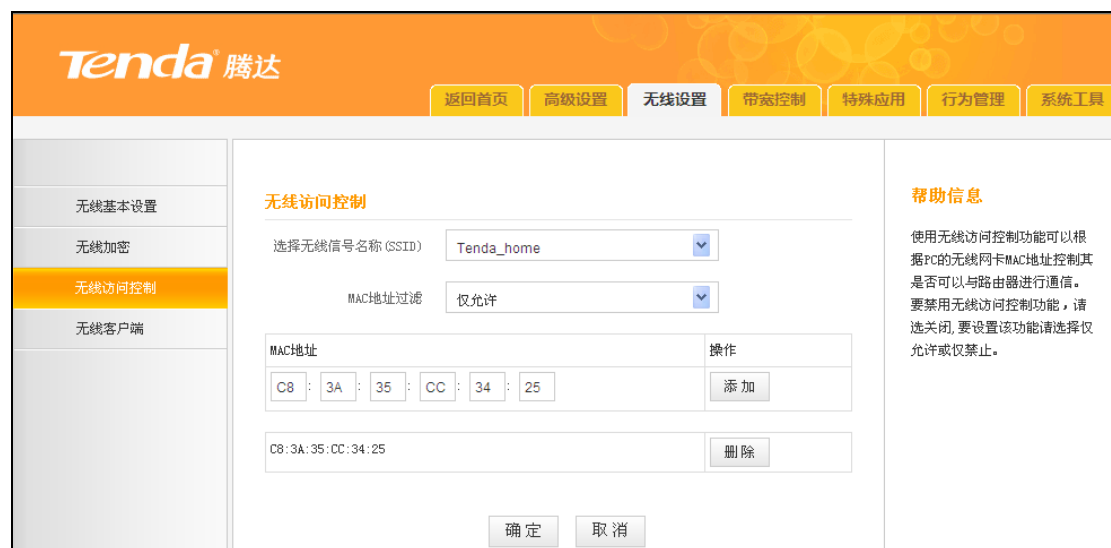 Tenda 腾达
返回首页 高级设置 无线设置 带宽控制 特殊应用 行为管理 系统工具
无线基本设置
无线加密
无线访问控制
无线客户端
无线访问控制
选择无线信号名称(SSID) Tenda_home
MAC地址过滤 仅允许
MAC地址 操作
C8 : 3A : 35 : CC : 34 : 25 添加
C8:3A:35:CC:34:25 删除
确定 取消
帮助信息
使用无线访问控制功能可以根
据PC的无线网卡MAC地址控制其
是否可以与路由器进行通信。
要禁用无线访问控制功能，请
选关闭,要设置该功能请选择仅
允许或仅禁止。